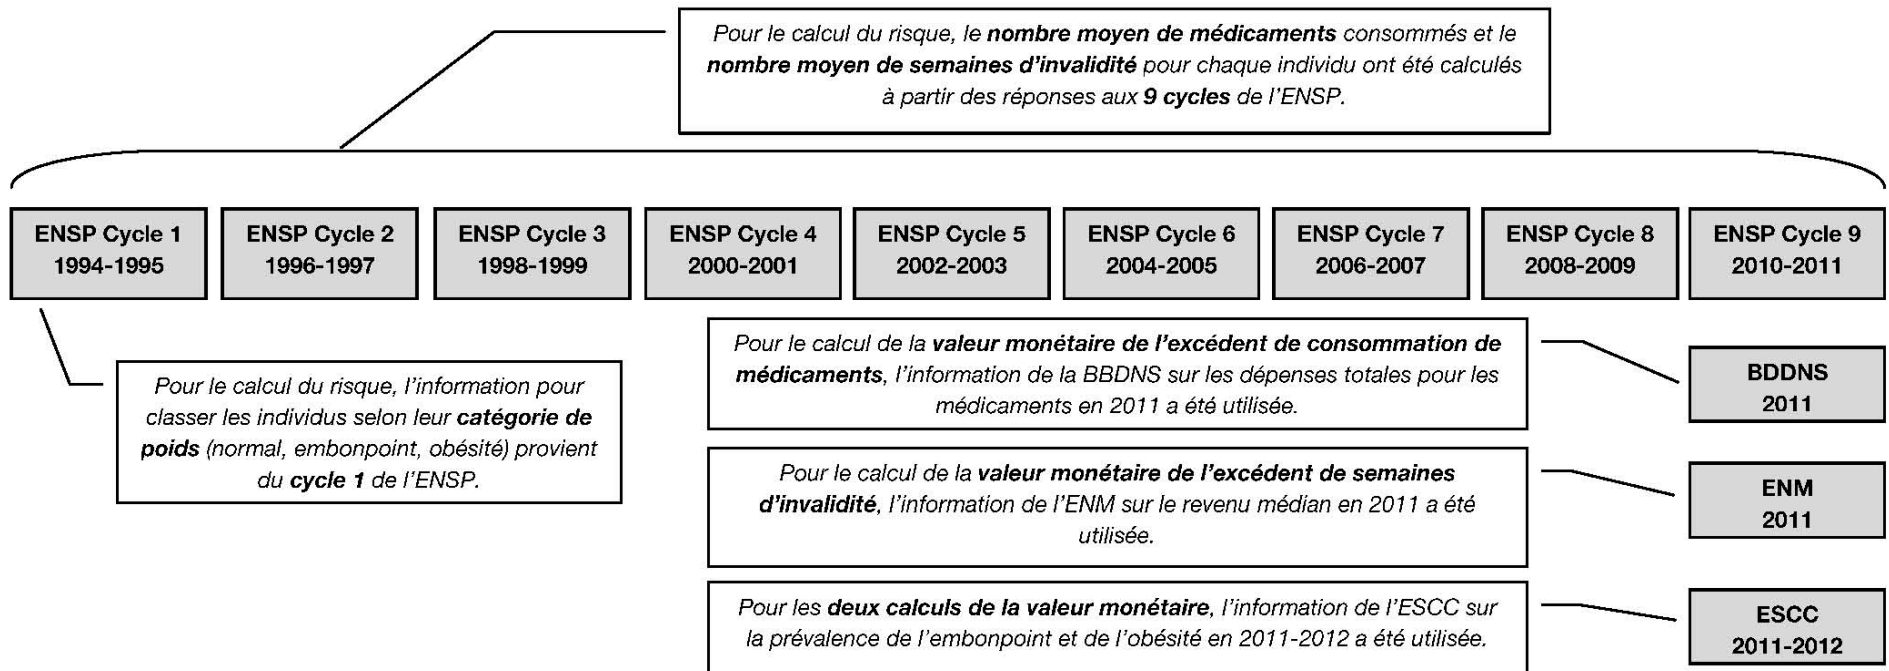 Pour le calcul du risque, le nombre moyen de médicaments consommés et le
nombre moyen de semaines d'invalidité pour chaque individu ont été calculés
à partir des réponses aux 9 cycles de l'ENSP.
ENSP Cycle 1
1994-1995
ENSP Cycle 2
1996-1997
ENSP Cycle 3
1998-1999
ENSP Cycle 4
2000-2001
ENSP Cycle 5
2002-2003
ENSP Cycle 6
2004-2005
ENSP Cycle 7
2006-2007
ENSP Cycle 8
2008-2009
ENSP Cycle 9
2010-2011
Pour le calcul du risque, l'information pour
classer les individus selon leur catégorie de
poids (normal, embonpoint, obésité) provient
du cycle 1 de l'ENSP.
Pour le calcul de la valeur monétaire de l'excédent de consommation de
médicaments, l'information de la BBDNS sur les dépenses totales pour les
médicaments en 2011 a été utilisée.
BDDNS
2011
Pour le calcul de la valeur monétaire de l'excédent de semaines
d'invalidité, l'information de l'ENM sur le revenu médian en 2011 a été
utilisée.
ENM
2011
Pour les deux calculs de la valeur monétaire, l'information de l'ESCC sur
la prévalence de l'embonpoint et de l'obésité en 2011-2012 a été utilisée.
ESCC
2011-2012